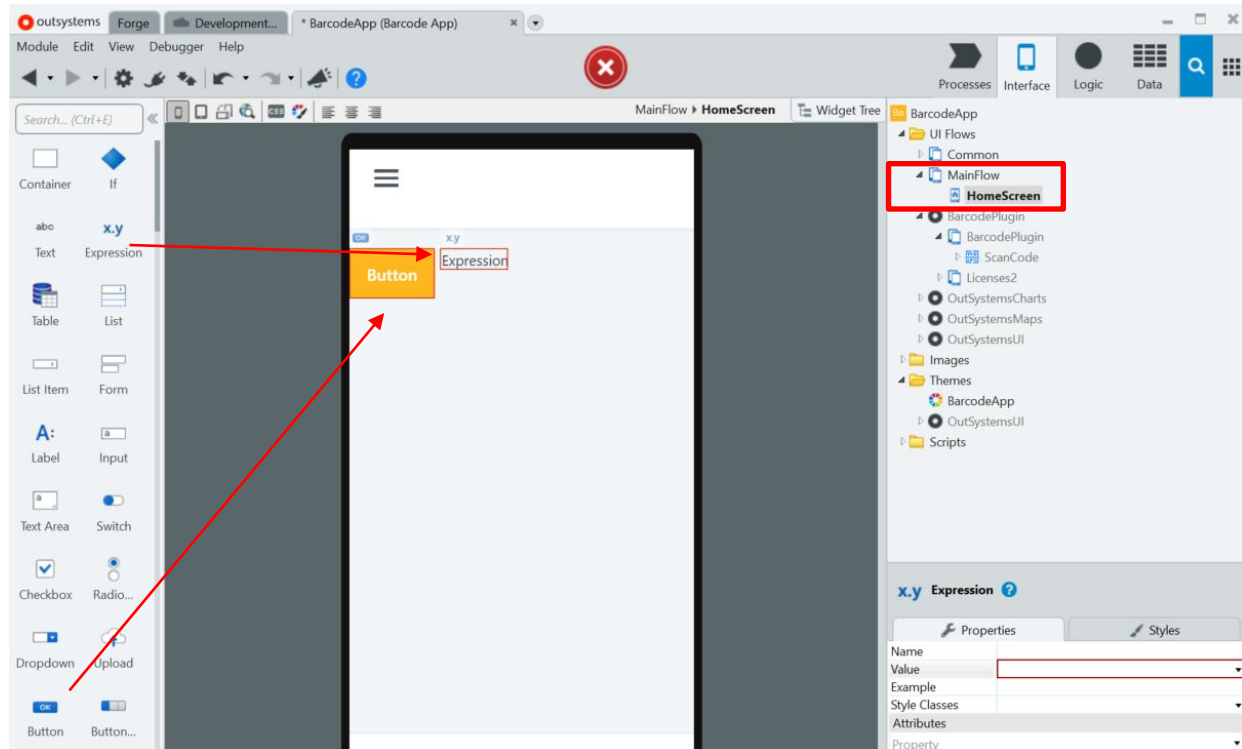 outsystems Forge Development... * BarcodeApp (Barcode App)
Module Edit View Debugger Help
Processes Interface Logic Data
Search... (Ctrl+E)
MainFlow HomeScreen Widget Tree
Container If
abc x.y
Text Expression
Table List
List Item Form
A: a
Label Input
a
Text Area Switch
Checkbox Radio...
Dropdown Upload
OK
Button Button...
CSS
OK x.y
Button Expression
BarcodeApp
UI Flows
Common
MainFlow
HomeScreen
BarcodePlugin
BarcodePlugin
ScanCode
Licenses2
OutSystemsCharts
OutSystemsMaps
OutSystemsUI
Images
Themes
BarcodeApp
OutSystemsUI
Scripts
x.y Expression ?
Properties Styles
Name
Value
Example
Style Classes
Attributes
Property